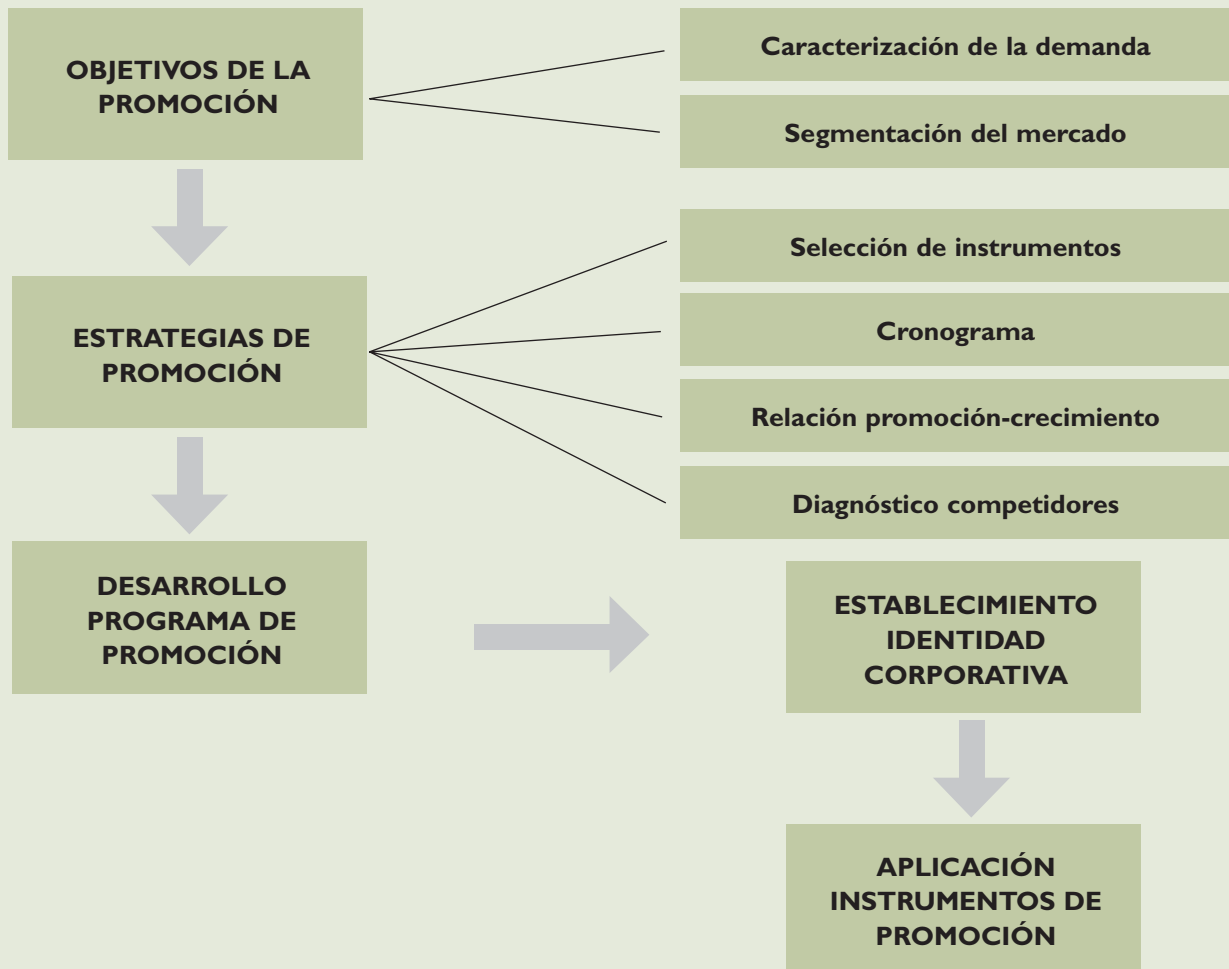 OBJETIVOS DE LA
PROMOCIÓN
Caracterización de la demanda
Segmentación del mercado
ESTRATEGIAS DE
PROMOCIÓN
Selección de instrumentos
Cronograma
Relación promoción-crecimiento
Diagnóstico competidores
DESARROLLO
PROGRAMA DE
PROMOCIÓN
ESTABLECIMIENTO
IDENTIDAD
CORPORATIVA
APLICACIÓN
INSTRUMENTOS DE
PROMOCIÓN